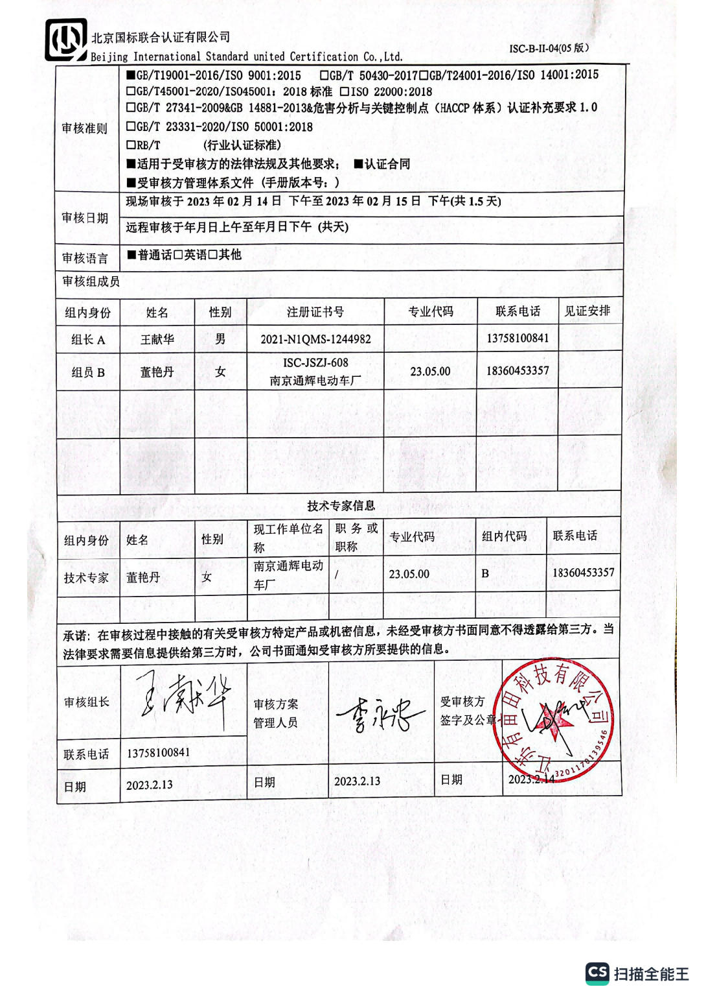 北京国标联合认证有限公司
Beijing International Standard united Certification Co.,Ltd.
ISC-B-II-04(05 版)
审核准则
■GB/T19001-2016/ISO 9001:2015 □GB/T 50430-2017□GB/T24001-2016/ISO 14001:2015
□GB/T45001-2020/ISO45001：2018 标准 □ISO 22000:2018
□GB/T 27341-2009&GB 14881-2013&危害分析与关键控制点（HACCP 体系）认证补充要求 1.0
□GB/T 23331-2020/ISO 50001:2018
□RB/T (行业认证标准)
■适用于受审核方的法律法规及其他要求； ■认证合同
■受审核方管理体系文件（手册版本号：）
审核日期
现场审核于 2023 年 02 月 14 日 下午至 2023 年 02 月 15 日 下午(共 1.5 天)
远程审核于年月日上午至年月日下午 (共天)
审核语言
■普通话□英语□其他
审核组成员
组内身份 姓名 性别 注册证书号 专业代码 联系电话 见证安排
组长 A 王献华 男 2021-N1QMS-1244982 13758100841
组员 B 董艳丹 女 ISC-JSZJ-608 23.05.00 18360453357
南京通辉电动车厂
技术专家信息
组内身份 姓名 性别 现工作单位名 职 务 或 专业代码 组内代码 联系电话
称 职称
技术专家 董艳丹 女 南京通辉电动 / 23.05.00 B 18360453357
车厂
承诺：在审核过程中接触的有关受审核方特定产品或机密信息，未经受审核方书面同意不得透露给第三方。当
法律要求需要信息提供给第三方时，公司书面通知受审核方所要提供的信息。
审核组长 王献华
审核方案
管理人员 李永忠
受审核方
签字及公章
江苏有亩田科技有限公司
3201170139546
联系电话 13758100841
日期 2023.2.13 日期 2023.2.13 日期 2023.2.14
CS 扫描全能王